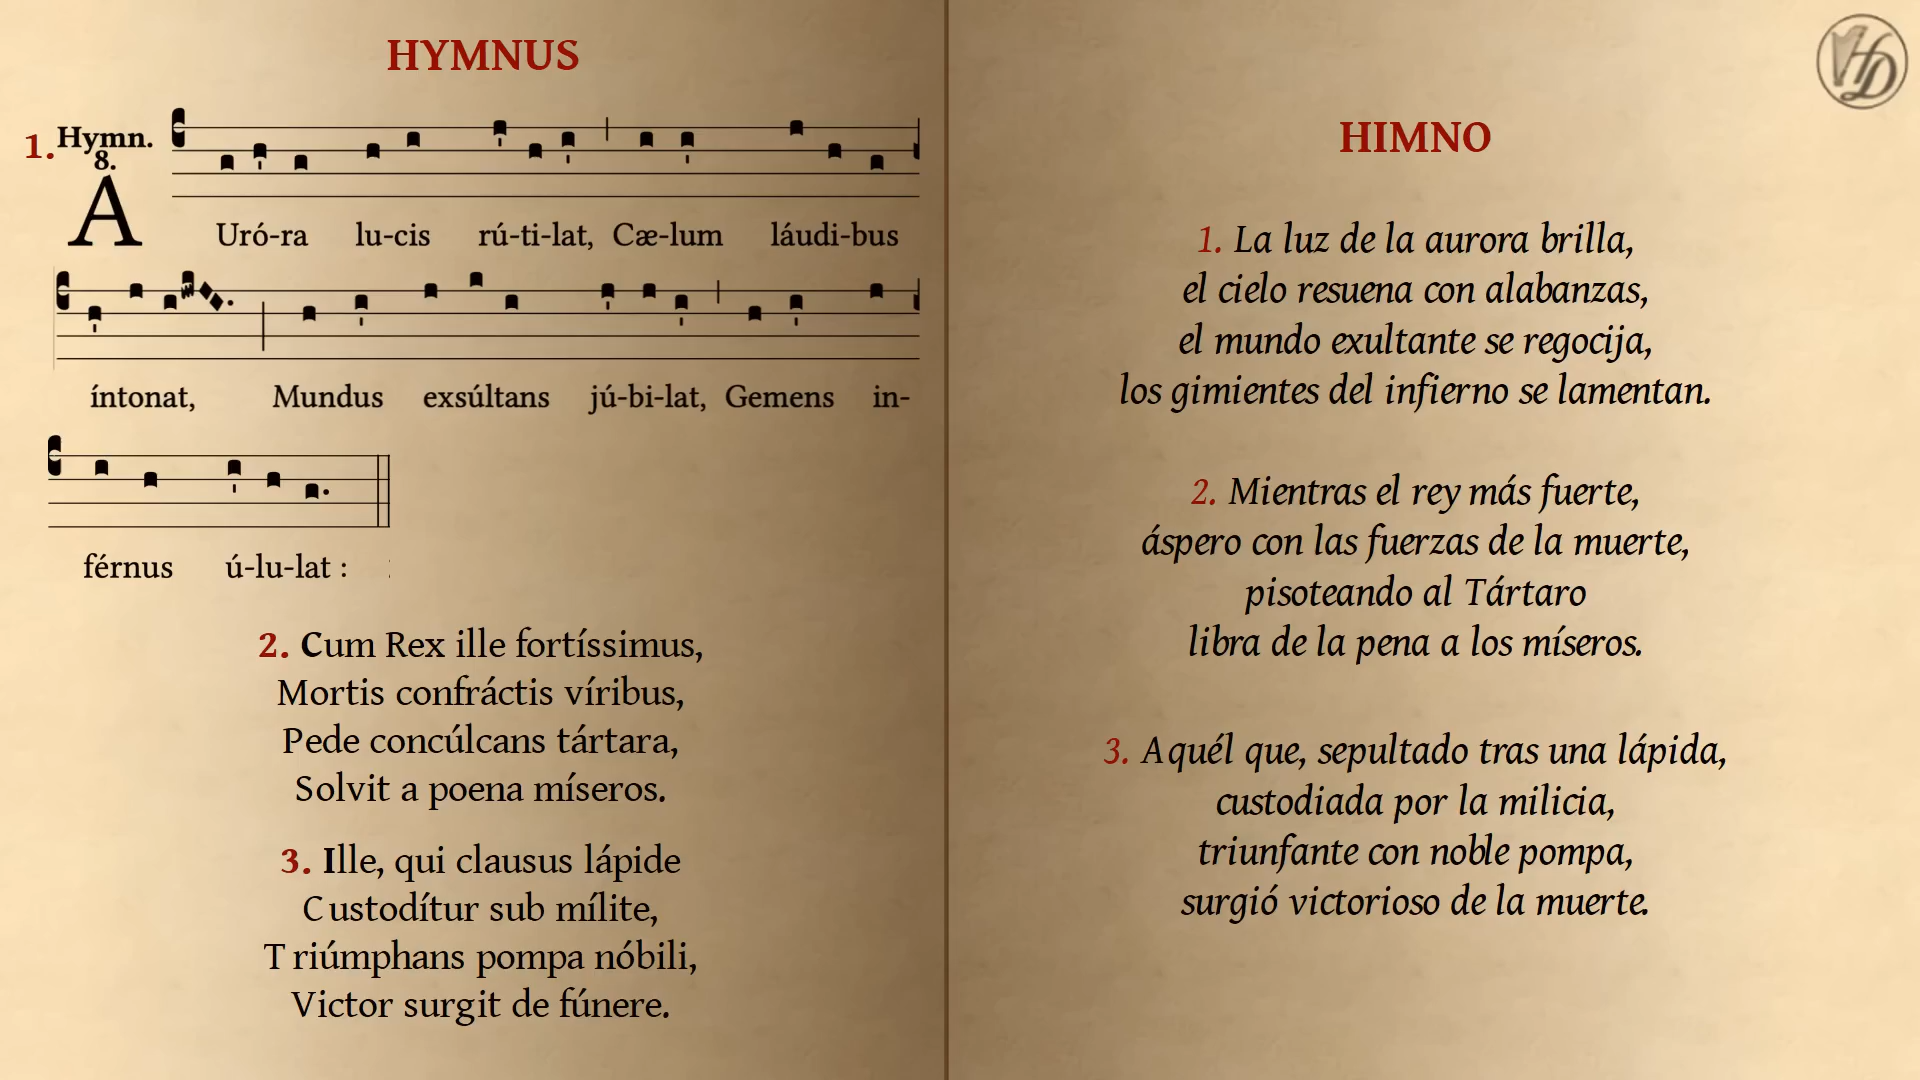 HYMNUS
1. Hymn.
8.
AUró-ra lu-cis rú-ti-lat, Cæ-lum láudi-bus
íntonat, Mundus exsúltans jú-bi-lat, Gemens in-
férnus ú-lu-lat :
2. Cum Rex ille fortíssimus,
Mortis confráctis víribus,
Pede concúlcans tártara,
Solvit a poena míseros.
3. Ille, qui clausus lápide
Custodítur sub mílite,
Triúmphans pompa nóbili,
Victor surgit de fúnere.
HD
HIMNO
1. La luz de la aurora brilla,
el cielo resuena con alabanzas,
el mundo exultante se regocija,
los gimientes del infierno se lamentan.
2. Mientras el rey más fuerte,
áspero con las fuerzas de la muerte,
pisoteando al Tártaro
libra de la pena a los míseros.
3. Aquél que, sepultado tras una lápida,
custodiada por la milicia,
triunfante con noble pompa,
surgió victorioso de la muerte.